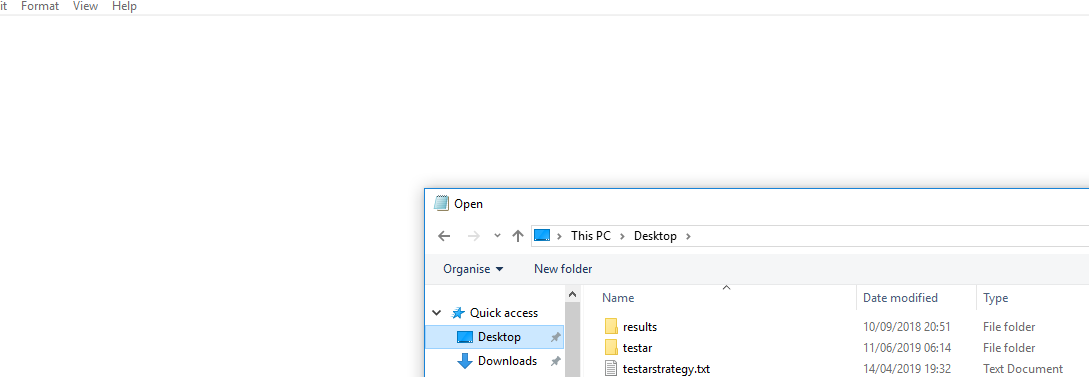 it Format View Help
Open
This PC Desktop
Organise New folder
Name Date modified Type
Quick access
results 10/09/2018 20:51 File folder
Desktop
testar 11/06/2019 06:14 File folder
Downloads
testarstrategy.txt 14/04/2019 19:32 Text Document